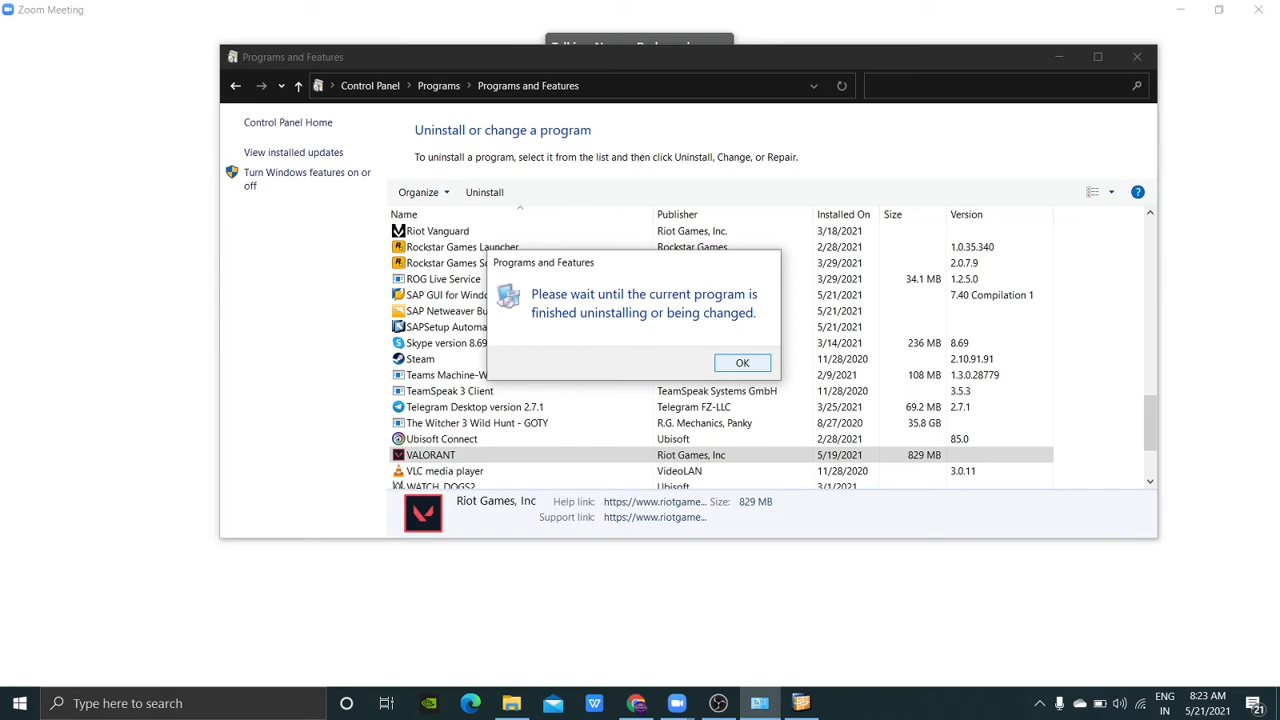 Zoom Meeting
Programs and Features
Control Panel Programs Programs and Features
Control Panel Home
View installed updates
Turn Windows features on or
off
Uninstall or change a program
To uninstall a program, select it from the list and then click Uninstall, Change, or Repair.
Organize Uninstall
Name Publisher Installed On Size Version
Riot Vanguard Riot Games, Inc. 3/18/2021
Rockstar Games Launcher Rockstar Games 2/28/2021 1.0.35.340
Rockstar Games 3/29/2021 2.0.7.9
ROG Live Service 3/29/2021 34.1 MB 1.2.5.0
SAP GUI for 5/21/2021 7.40 Compilation 1
SAP Netweaver 5/21/2021
SAPSetup 5/21/2021
Skype version 8.69 3/14/2021 236 MB 8.69
Steam 11/28/2020 2.10.91.91
Teams 2/9/2021 108 MB 1.3.0.28779
TeamSpeak 3 Client TeamSpeak Systems GmbH 11/28/2020 3.5.3
Telegram Desktop version 2.7.1 Telegram FZ-LLC 3/25/2021 69.2 MB 2.7.1
The Witcher 3 Wild Hunt - GOTY R.G. Mechanics, Panky 8/27/2020 35.8 GB
Ubisoft Connect Ubisoft 2/28/2021 85.0
VALORANT Riot Games, Inc 5/19/2021 829 MB
VLC media player VideoLAN 11/28/2020 3.0.11
WATCH_DOGS2 Ubisoft 3/1/2021
Programs and Features
Please wait until the current program is
finished uninstalling or being changed.
OK
Riot Games, Inc Help link: https://www.riotgame... Size: 829 MB
Support link: https://www.riotgame...
Type here to search
ENG 8:23 AM
IN 5/21/2021 21